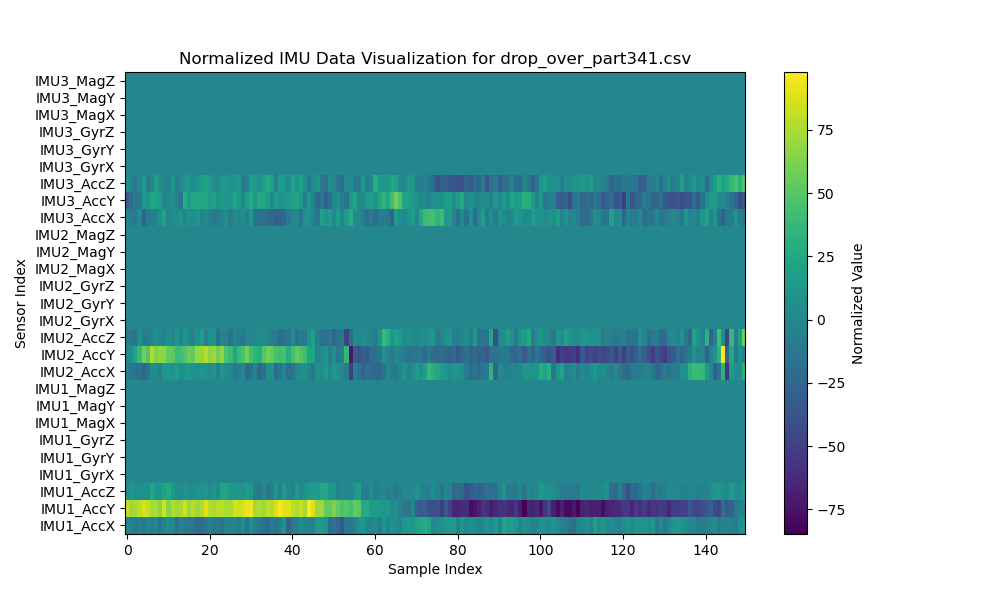 Normalized IMU Data Visualization for drop_over_part341.csv
IMU3_MagZ
IMU3_MagY
IMU3_MagX
IMU3_GyrZ
IMU3_GyrY
IMU3_GyrX
IMU3_AccZ
IMU3_AccY
IMU3_AccX
IMU2_MagZ
IMU2_MagY
IMU2_MagX
IMU2_GyrZ
IMU2_GyrY
IMU2_GyrX
IMU2_AccZ
IMU2_AccY
IMU2_AccX
IMU1_MagZ
IMU1_MagY
IMU1_MagX
IMU1_GyrZ
IMU1_GyrY
IMU1_GyrX
IMU1_AccZ
IMU1_AccY
IMU1_AccX
Sensor Index
0 20 40 60 80 100 120 140
Sample Index
75
50
25
0
−25
−50
−75
Normalized Value